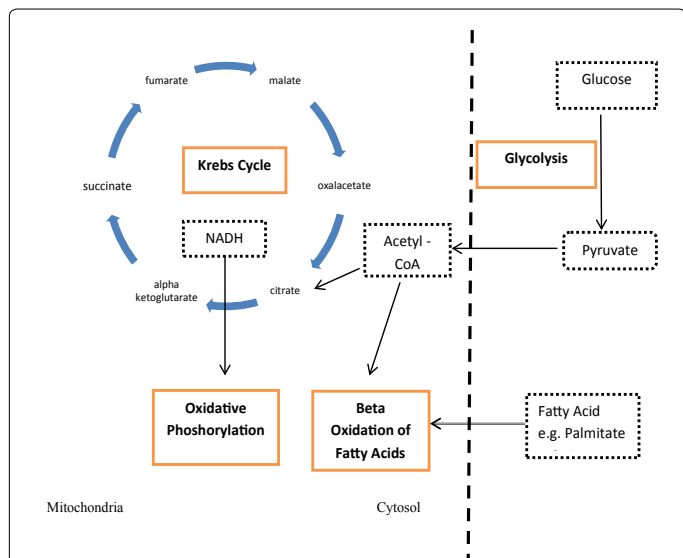 fumarate
malate
Glucose
Krebs Cycle
Glycolysis
succinate
oxalacetate
NADH
Acetyl -
CoA
Pyruvate
alpha
ketoglutarate
citrate
Oxidative
Phoshorylation
Beta
Oxidation of
Fatty Acids
Fatty Acid
e.g. Palmitate
Mitochondria
Cytosol